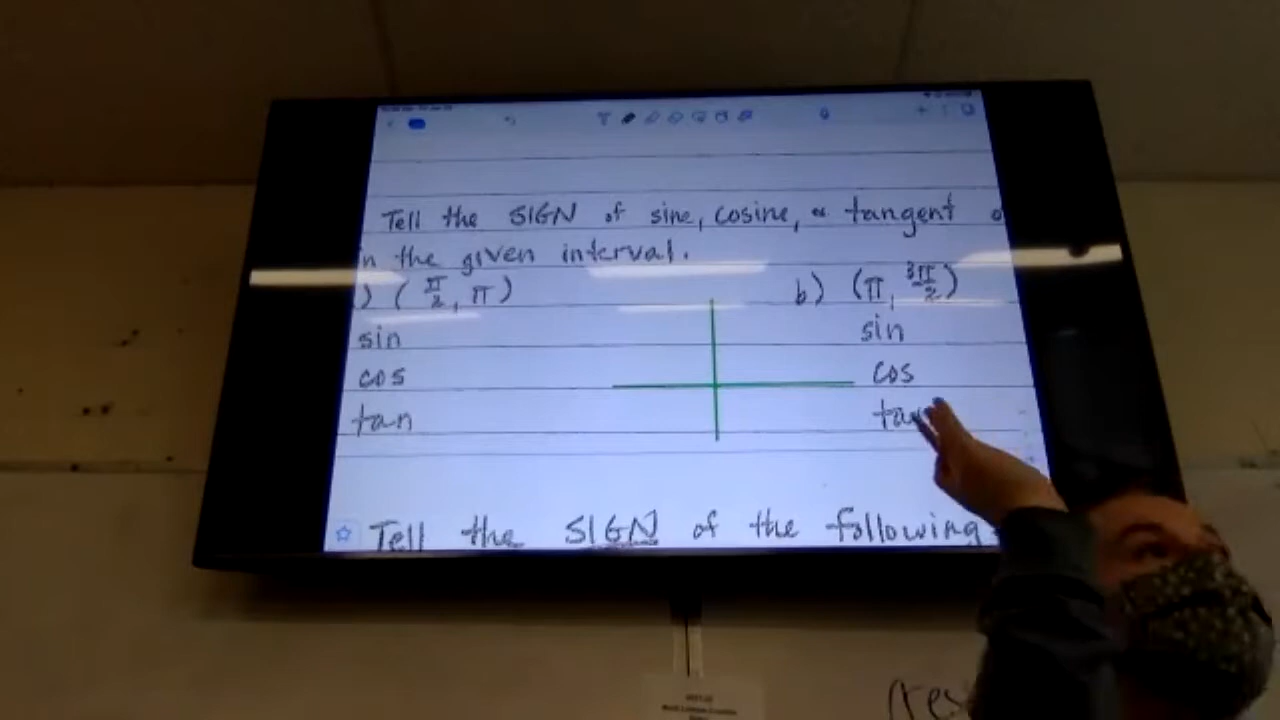 Tell the SIGN of sine, cosine, & tangent o
n the given interval.
) (π/2, π)
b) (π, 3π/2)
sin
sin
cos
cos
tan
tan
Tell the SIGN of the following